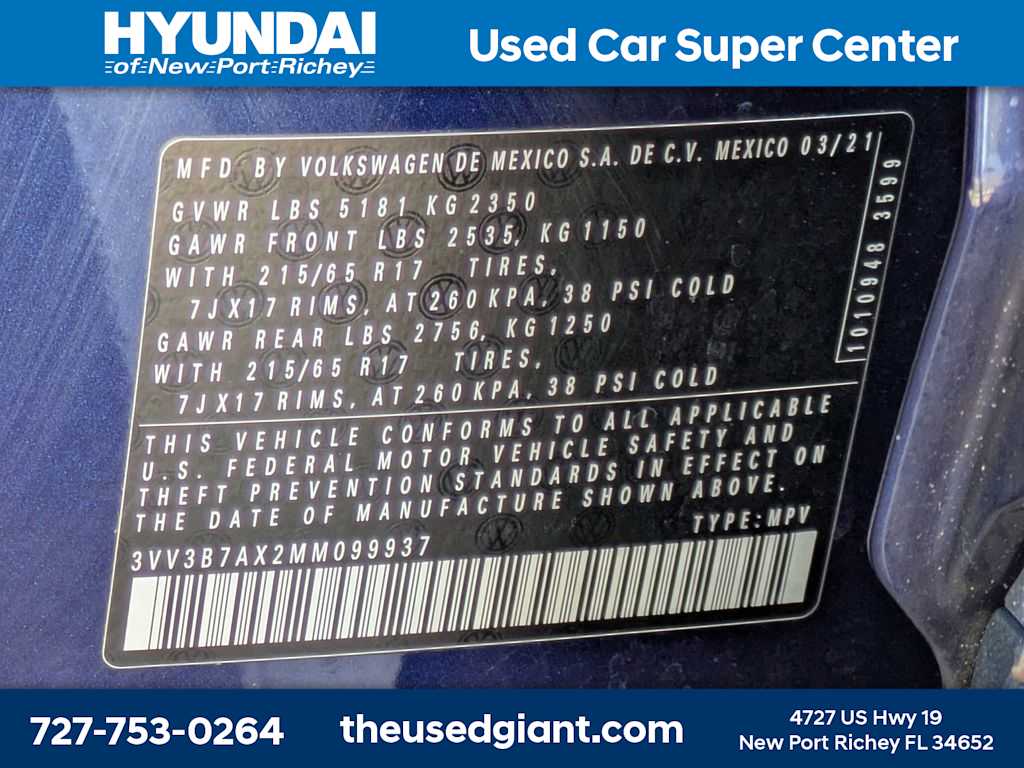 HYUNDAI
of New Port Richey
Used Car Super Center
MFD BY VOLKSWAGEN DE MEXICO S.A. DE C.V. MEXICO 03/21
GVWR LBS 5181 KG 2350
GAWR FRONT LBS 2535, KG 1150
WITH 215/65 R17 TIRES,
7JX17 RIMS, AT 260 KPA, 38 PSI COLD
GAWR REAR LBS 2756, KG 1250
WITH 215/65 R17 TIRES,
7JX17 RIMS, AT 260 KPA, 38 PSI COLD
1010948 3599
THIS VEHICLE CONFORMS TO ALL APPLICABLE
U.S. FEDERAL MOTOR VEHICLE SAFETY AND
THEFT PREVENTION STANDARDS IN EFFECT ON
THE DATE OF MANUFACTURE SHOWN ABOVE.
TYPE: MPV
3VV3B7AX2MM099937
727-753-0264
theusedgiant.com
4727 US Hwy 19
New Port Richey FL 34652